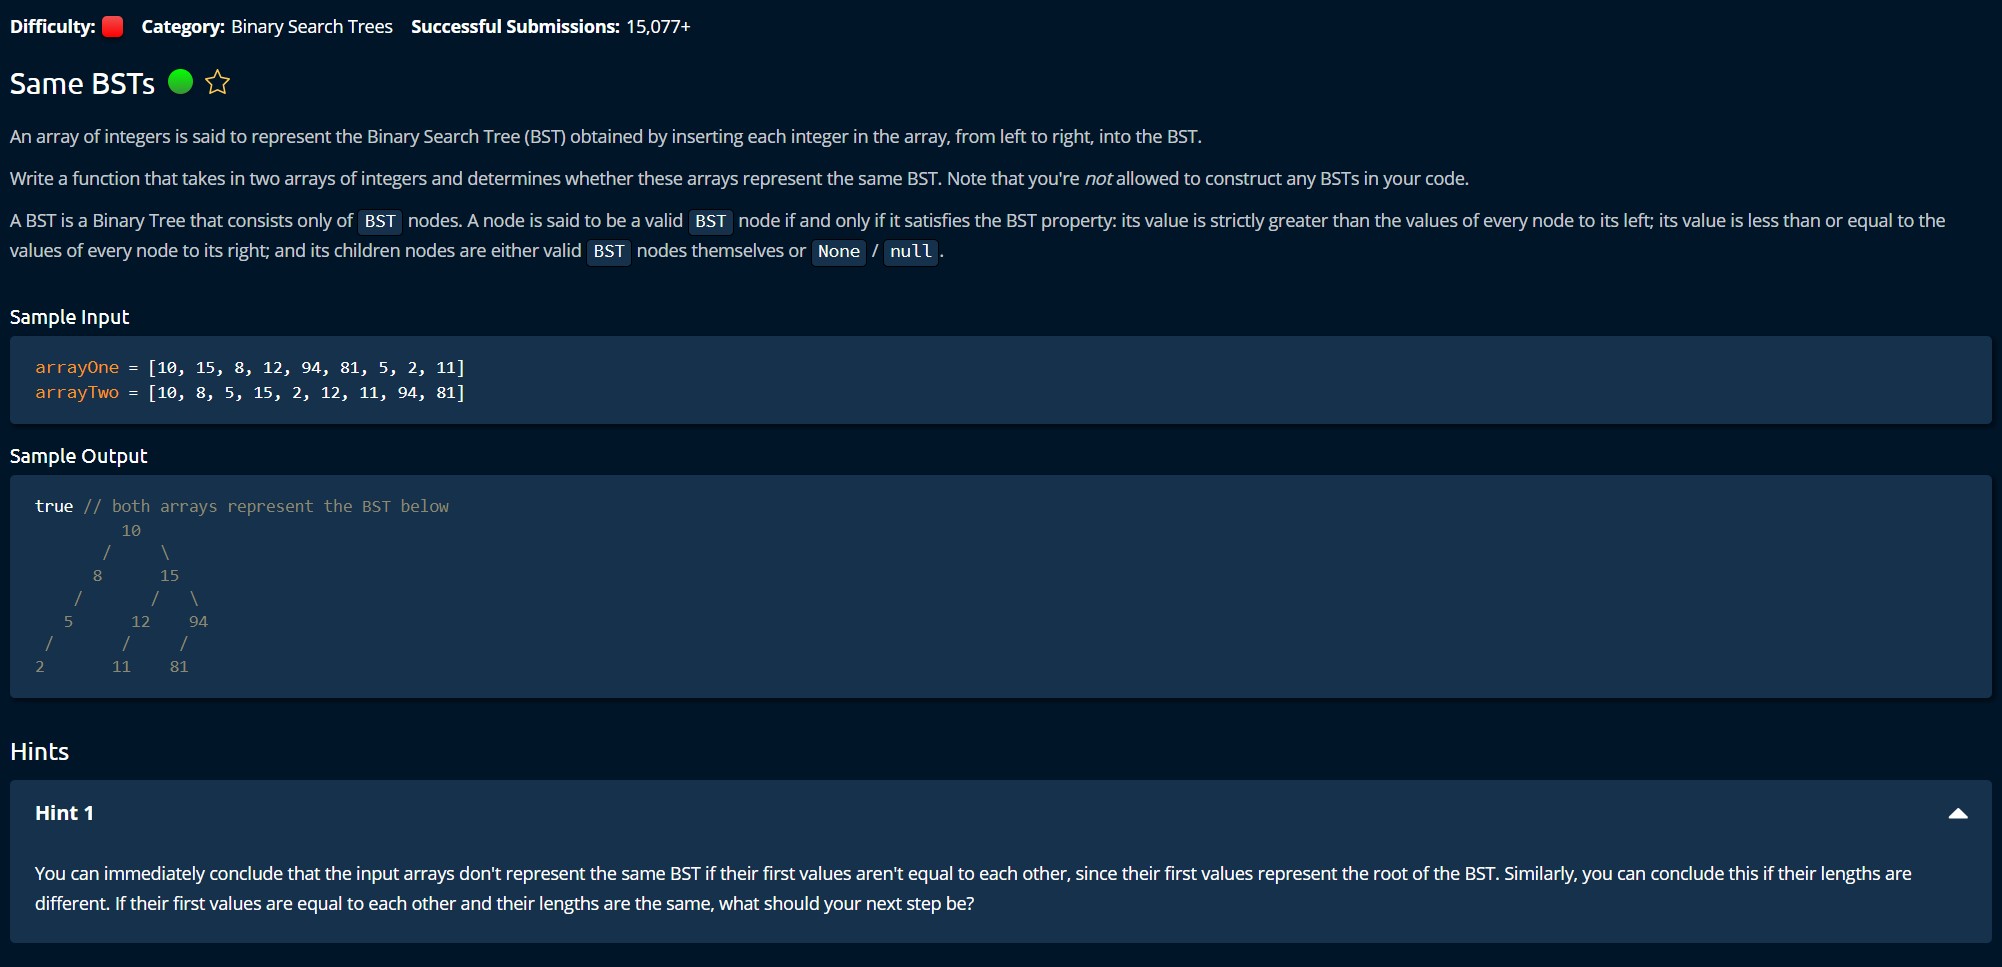 Difficulty: Category: Binary Search Trees Successful Submissions: 15,077+
Same BSTs
An array of integers is said to represent the Binary Search Tree (BST) obtained by inserting each integer in the array, from left to right, into the BST.
Write a function that takes in two arrays of integers and determines whether these arrays represent the same BST. Note that you're not allowed to construct any BSTs in your code.
A BST is a Binary Tree that consists only of BST nodes. A node is said to be a valid BST node if and only if it satisfies the BST property: its value is strictly greater than the values of every node to its left; its value is less than or equal to the
values of every node to its right; and its children nodes are either valid BST nodes themselves or None / null .
Sample Input
arrayOne = [10, 15, 8, 12, 94, 81, 5, 2, 11]
arrayTwo = [10, 8, 5, 15, 2, 12, 11, 94, 81]
Sample Output
true // both arrays represent the BST below
10
/ \
8 15
/ / \
5 12 94
/ / /
2 11 81
Hints
Hint 1
You can immediately conclude that the input arrays don't represent the same BST if their first values aren't equal to each other, since their first values represent the root of the BST. Similarly, you can conclude this if their lengths are
different. If their first values are equal to each other and their lengths are the same, what should your next step be?